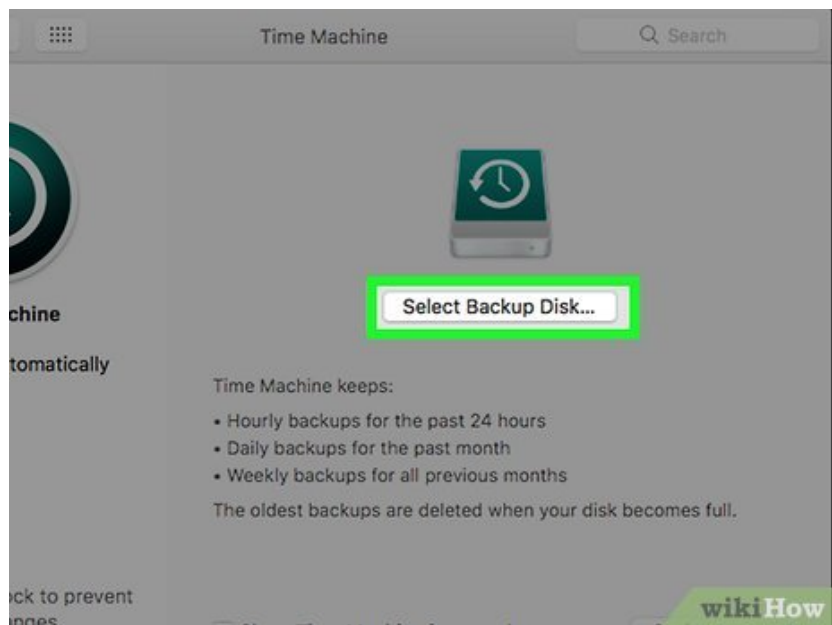 Time Machine
Search
Select Backup Disk...
chine
tomatically
Time Machine keeps:
• Hourly backups for the past 24 hours
• Daily backups for the past month
• Weekly backups for all previous months
The oldest backups are deleted when your disk becomes full.
ock to prevent
wikiHow